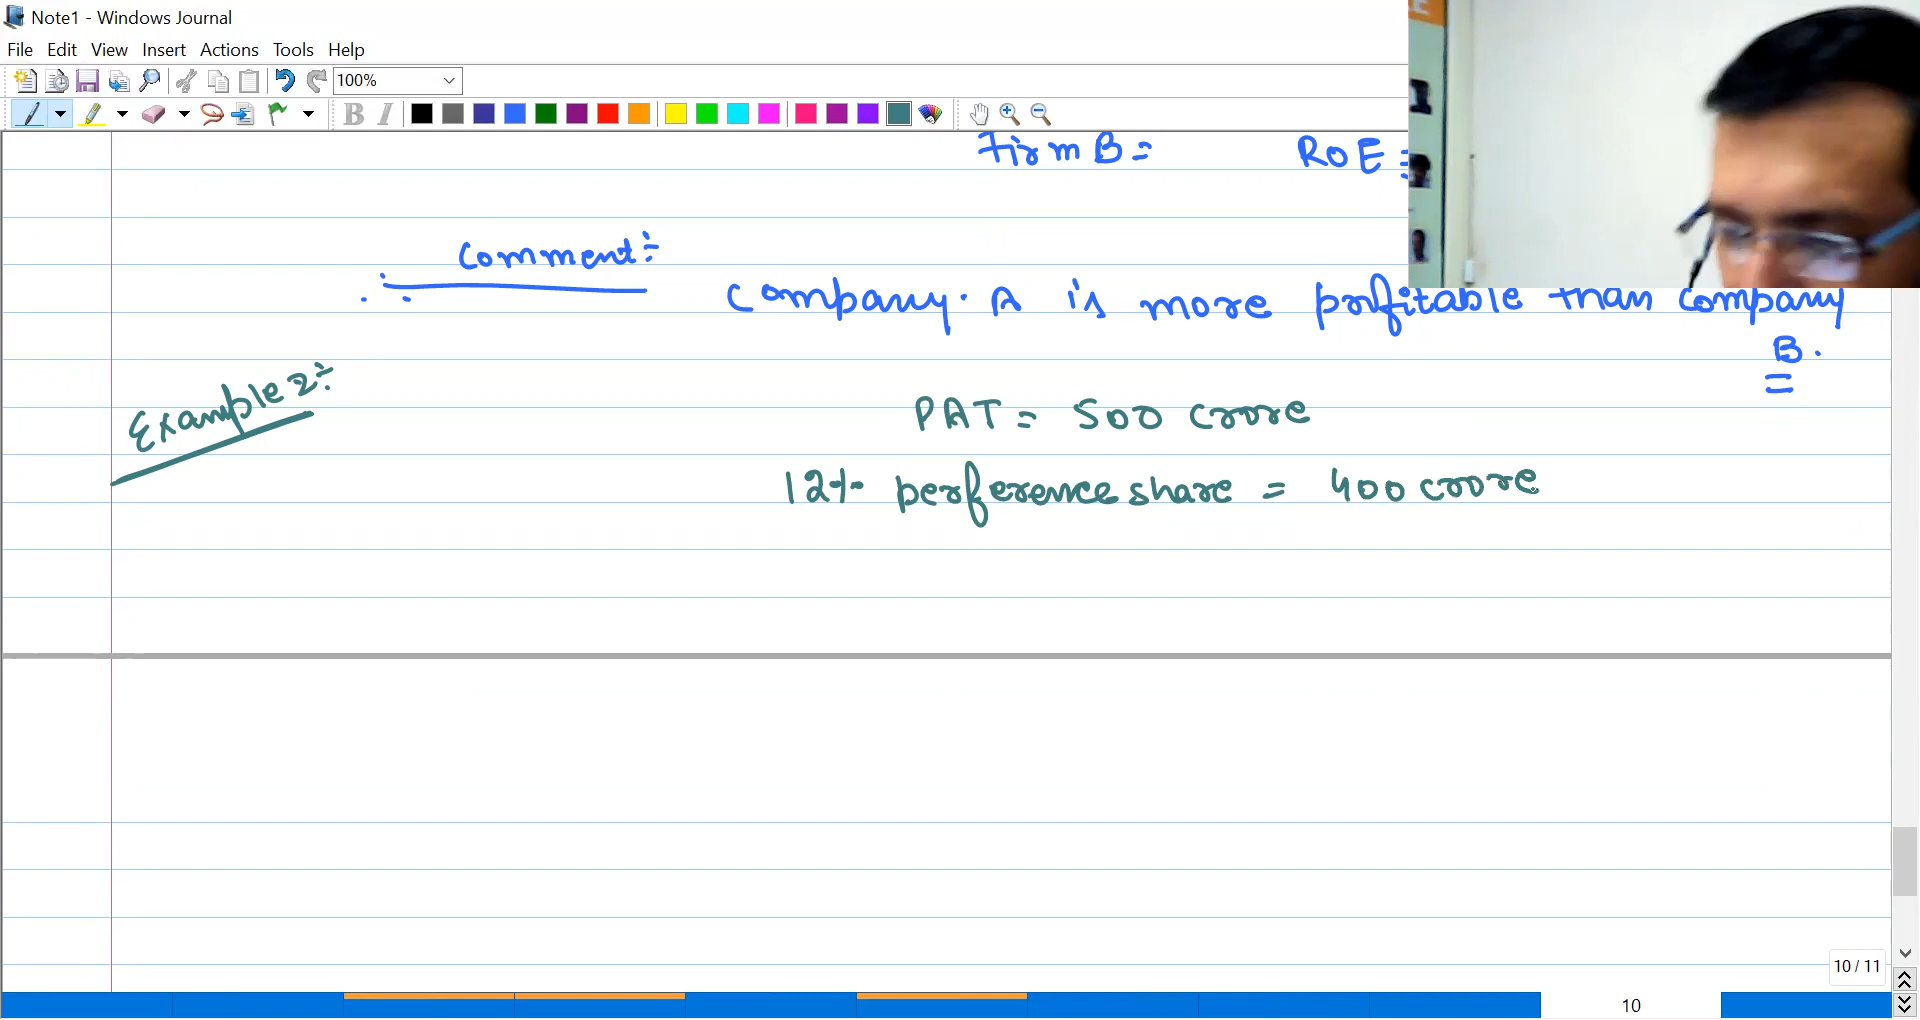 Note1 - Windows Journal
File Edit View Insert Actions Tools Help
100%
B I
Firm B =
ROE =
Comment:
Company. A is more profitable than company
B.
Example 2:
PAT = 500 crore
12% perference share = 400 crore
10 / 11
10